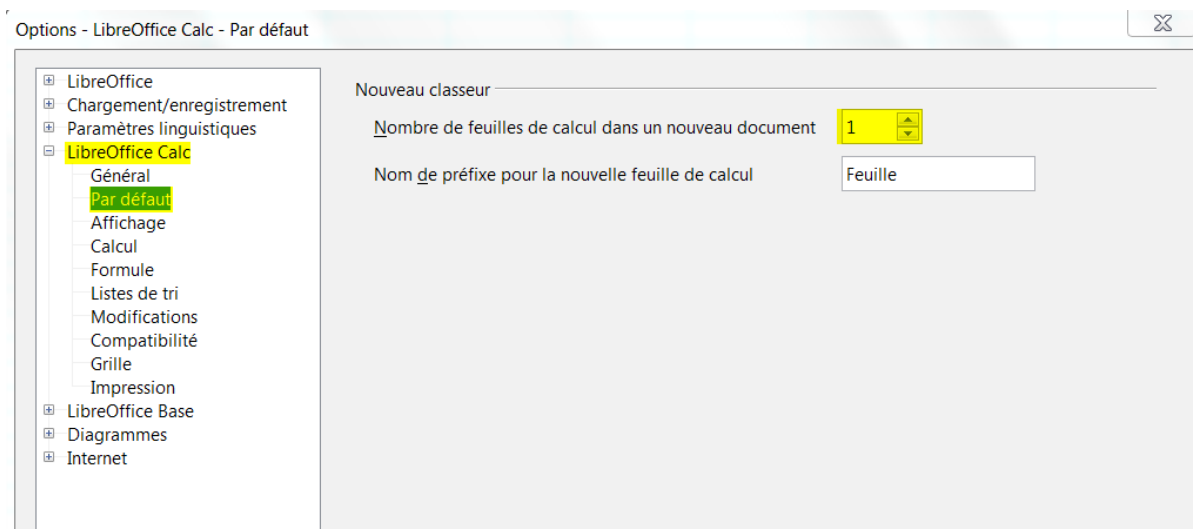 Options - LibreOffice Calc - Par défaut
LibreOffice
Chargement/enregistrement
Paramètres linguistiques
LibreOffice Calc
Général
Par défaut
Affichage
Calcul
Formule
Listes de tri
Modifications
Compatibilité
Grille
Impression
LibreOffice Base
Diagrammes
Internet
Nouveau classeur
Nombre de feuilles de calcul dans un nouveau document 1
Nom de préfixe pour la nouvelle feuille de calcul Feuille